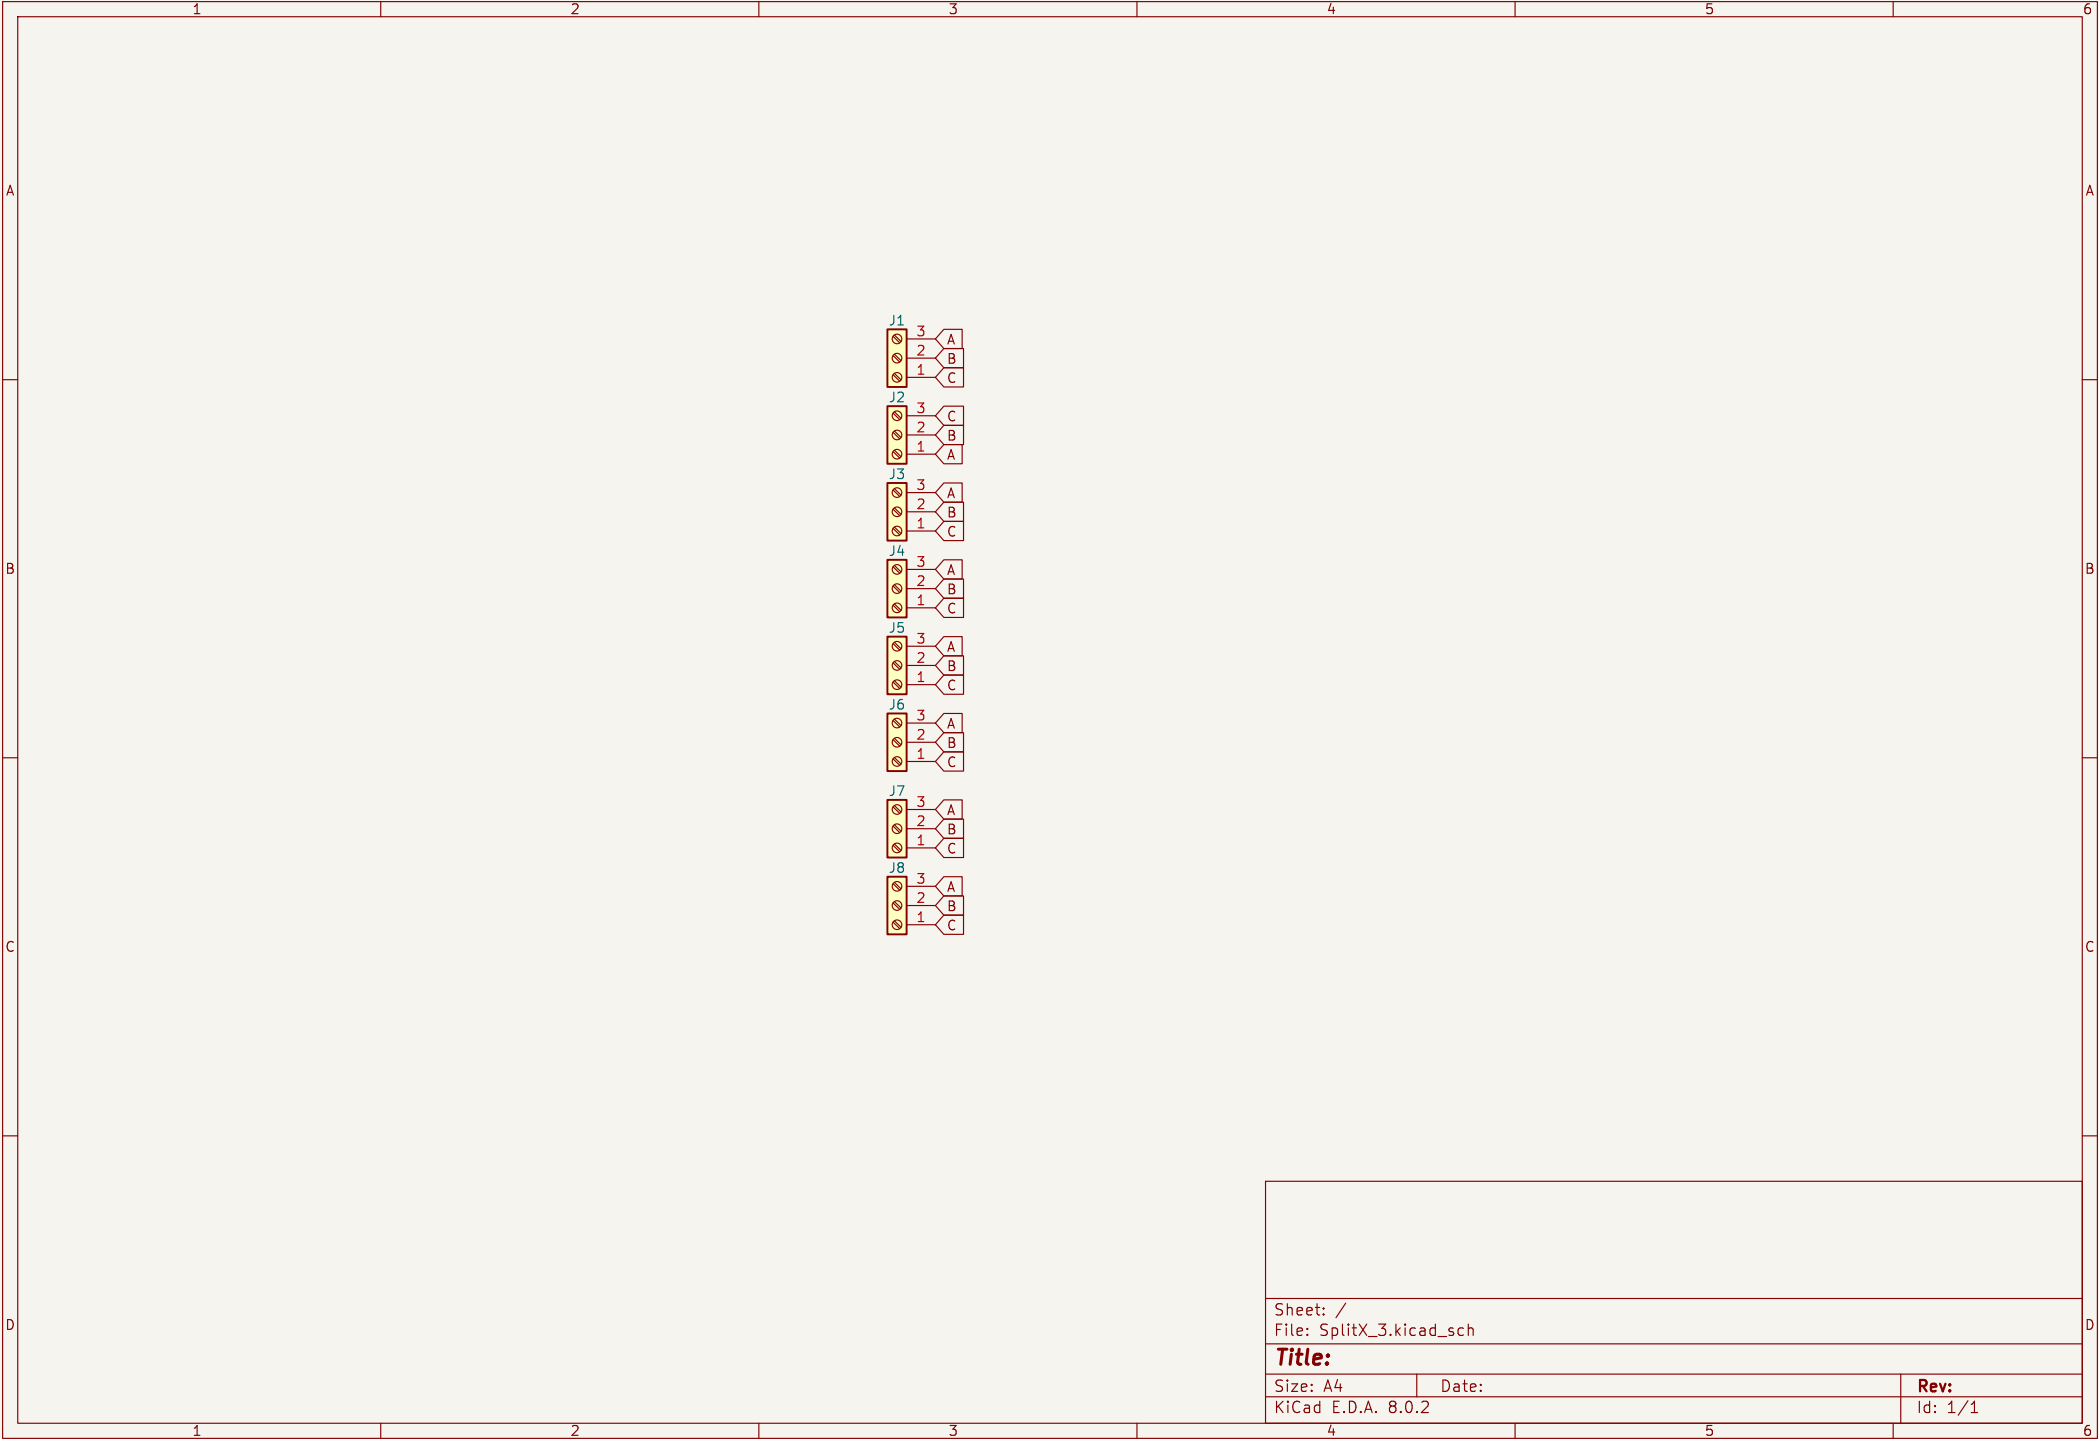 1 2 3 4 5 6
A A
J1
3 A
2 B
1 C
J2
3 C
2 B
1 A
J3
3 A
2 B
1 C
J4
3 A
2 B
1 C
B B
J5
3 A
2 B
1 C
J6
3 A
2 B
1 C
J7
3 A
2 B
1 C
J8
3 A
2 B
1 C
C C
Sheet: /
File: SplitX_3.kicad_sch
D D
Title:
Size: A4 Date: Rev:
KiCad E.D.A. 8.0.2 Id: 1/1
1 2 3 4 5 6